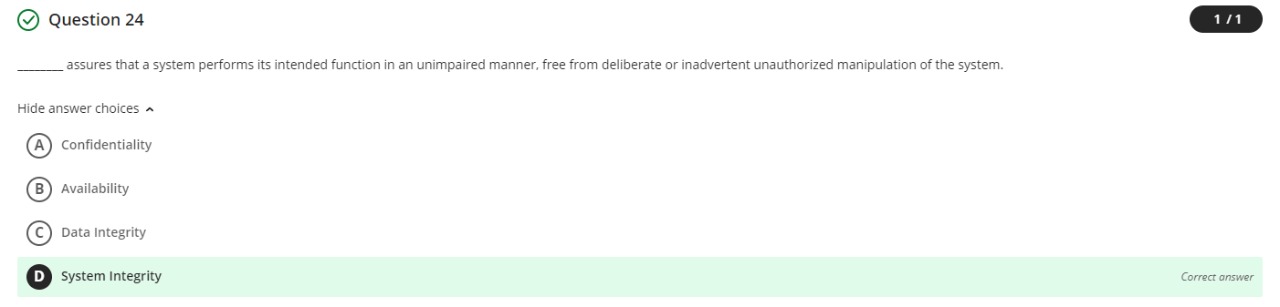 Question 24
1 / 1
________ assures that a system performs its intended function in an unimpaired manner, free from deliberate or inadvertent unauthorized manipulation of the system.
Hide answer choices
A Confidentiality
B Availability
C Data Integrity
D System Integrity Correct answer